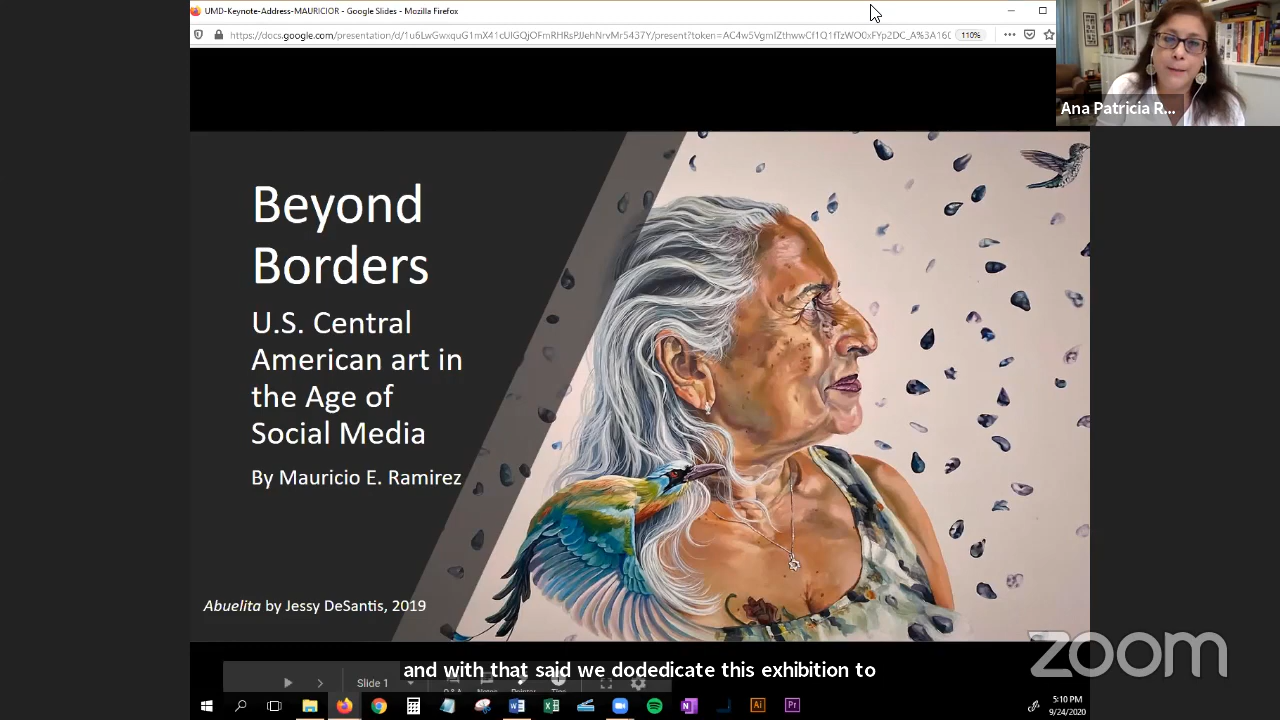 UMD-Keynote-Address-MAURICIOR - Google Slides - Mozilla Firefox
110%
Ana Patricia R...
Beyond
Borders
U.S. Central
American art in
the Age of
Social Media
By Mauricio E. Ramirez
Abuelita by Jessy DeSantis, 2019
zoom
and with that said we dodedicate this exhibition to
Slide 1
5:10 PM
9/24/2020